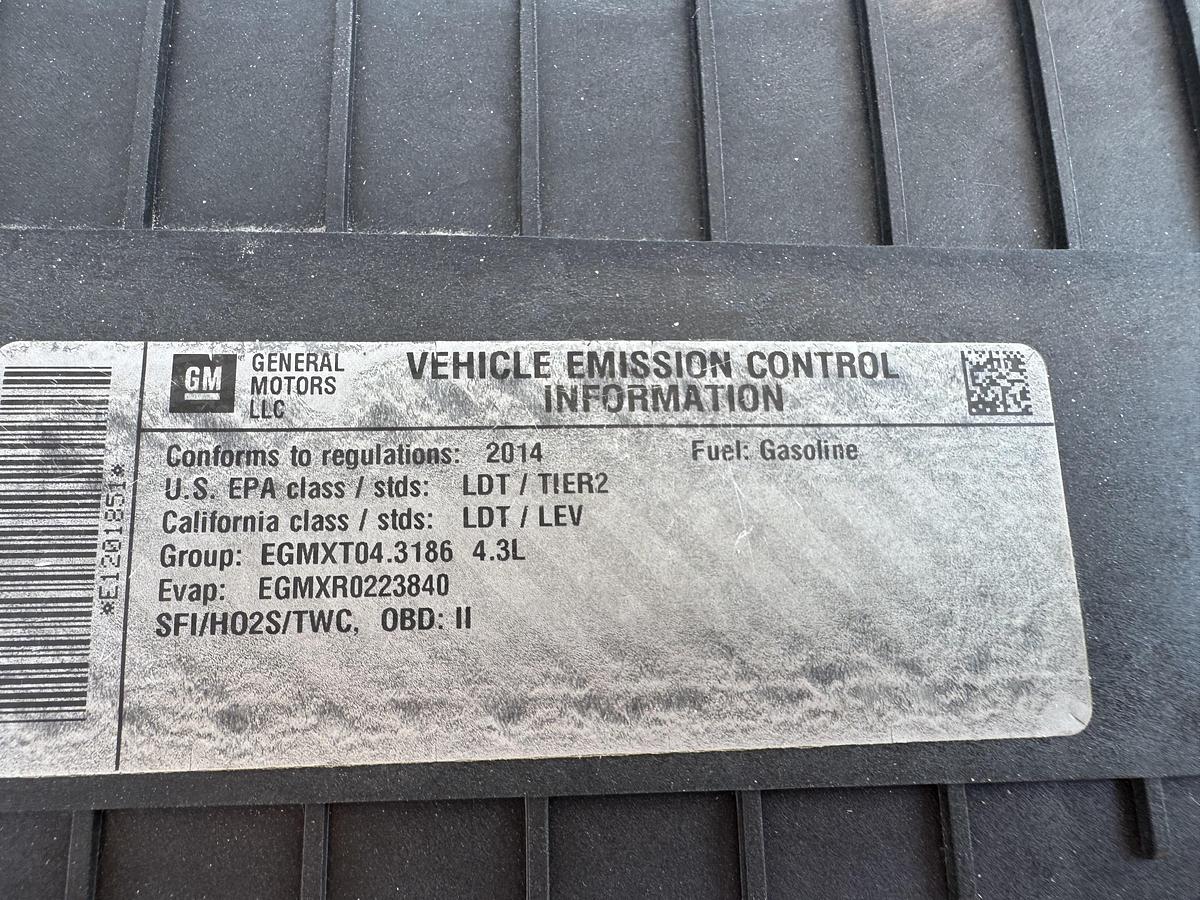 *E1201851*
GM
GENERAL
MOTORS
LLC
VEHICLE EMISSION CONTROL
INFORMATION
Conforms to regulations: 2014 Fuel: Gasoline
U.S. EPA class / stds: LDT / TIER2
California class / stds: LDT / LEV
Group: EGMXT04.3186 4.3L
Evap: EGMXR0223840
SFI/HO2S/TWC, OBD: II